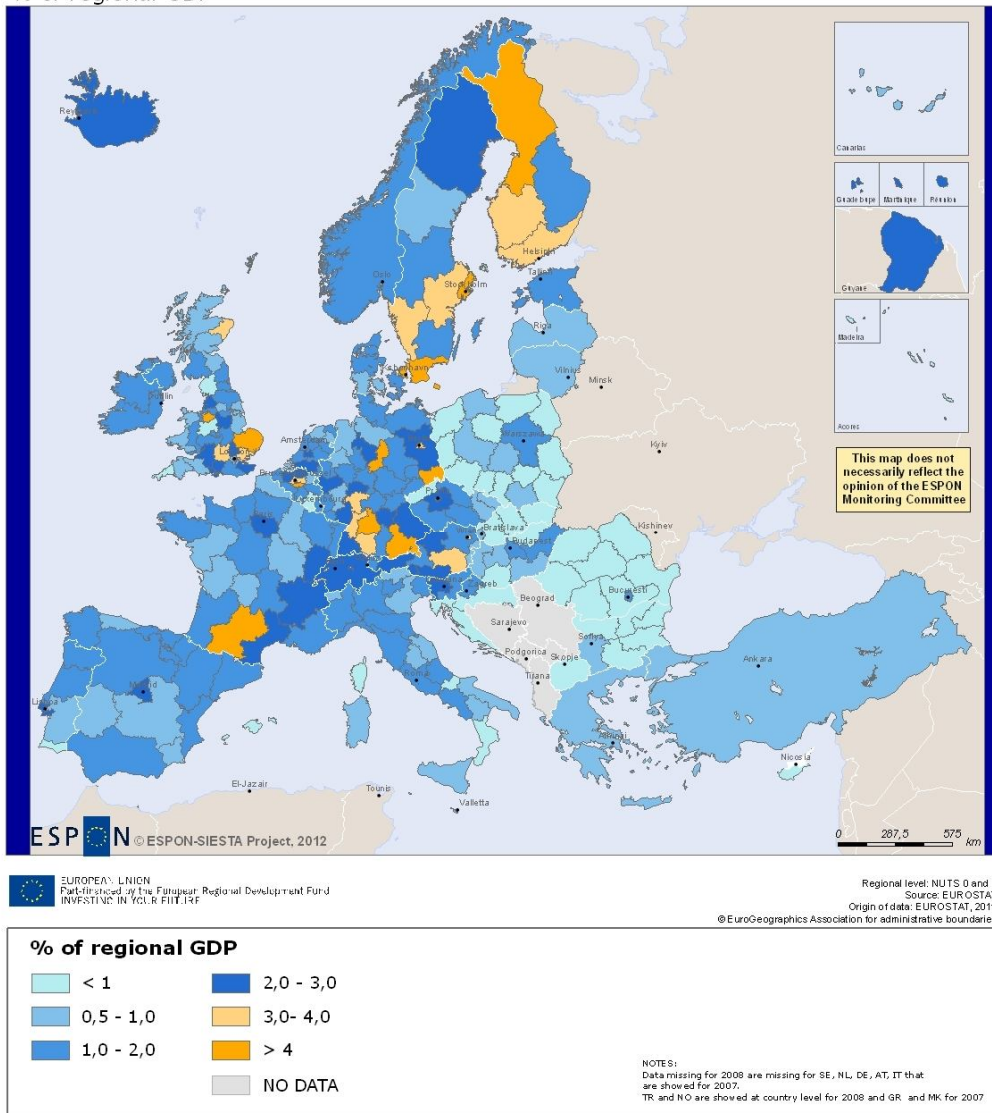 Reykjavik
Canarias
Guadeloupe
Martinique
Réunion
Guyane
Madeira
Acores
This map does not
necessarily reflect the
opinion of the ESPON
Monitoring Committee
Helsinki
Tallinn
Oslo
Stockholm
Riga
Vilnius
Minsk
Kobenhavn
Dublin
Amsterdam
London
Warszawa
Kyiv
Luxembourg
Paris
Bratislava
Budapest
Kishinev
Zagreb
Beograd
Bucuresti
Sarajevo
Sofiya
Podgorica
Skopje
Tirana
Ankara
Roma
Madrid
Lisboa
Athinai
Nicosia
El-Jazair
Tounis
Valletta
ESPON © ESPON-SIESTA Project, 2012
0 287,5 575
km
EUROPEAN UNION
Part-financed by the European Regional Development Fund
INVESTING IN YOUR FUTURE
Regional level: NUTS 0 and
Source: EUROSTAT
Origin of data: EUROSTAT,
© EuroGeographics Association for administrative boundaries
% of regional GDP
< 1
0,5 - 1,0
1,0 - 2,0
2,0 - 3,0
3,0- 4,0
> 4
NO DATA
NOTES:
Data missing for 2008 are missing for SE, NL, DE, AT, IT that
are showed for 2007.
TR and NO are showed at country level for 2008 and GR and MK for 2007